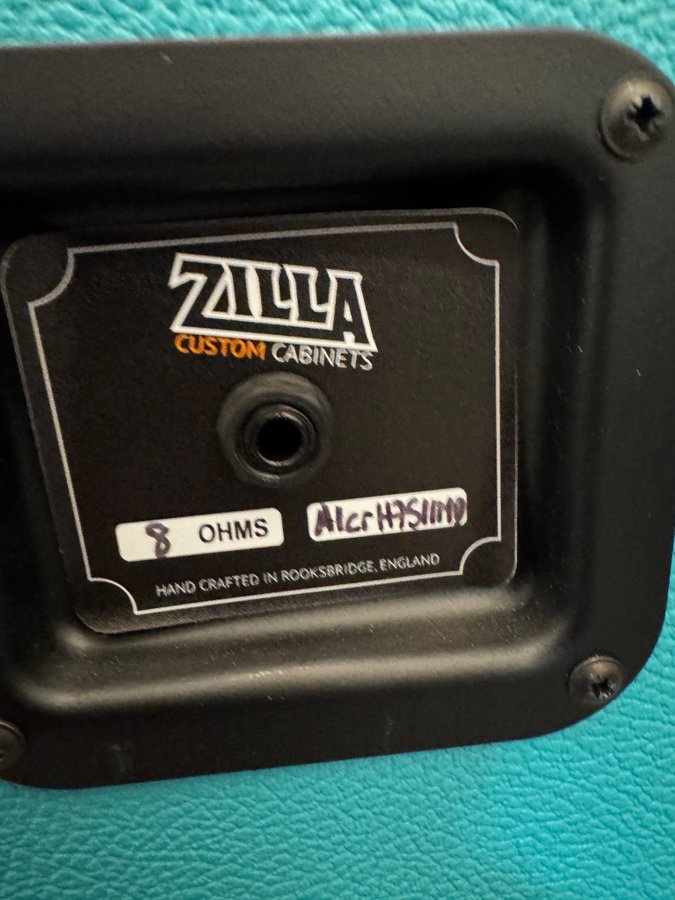 ZILLA
CUSTOM CABINETS
8 OHMS
HAND CRAFTED IN ROOKSBRIDGE, ENGLAND